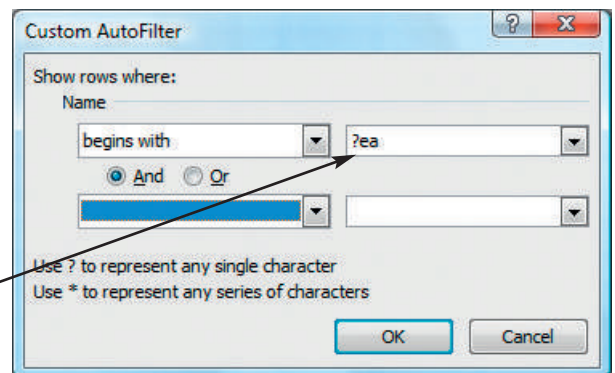 Custom AutoFilter
?
X
Show rows where:
Name
begins with
?ea
And
Or
Use ? to represent any single character
Use * to represent any series of characters
OK
Cancel